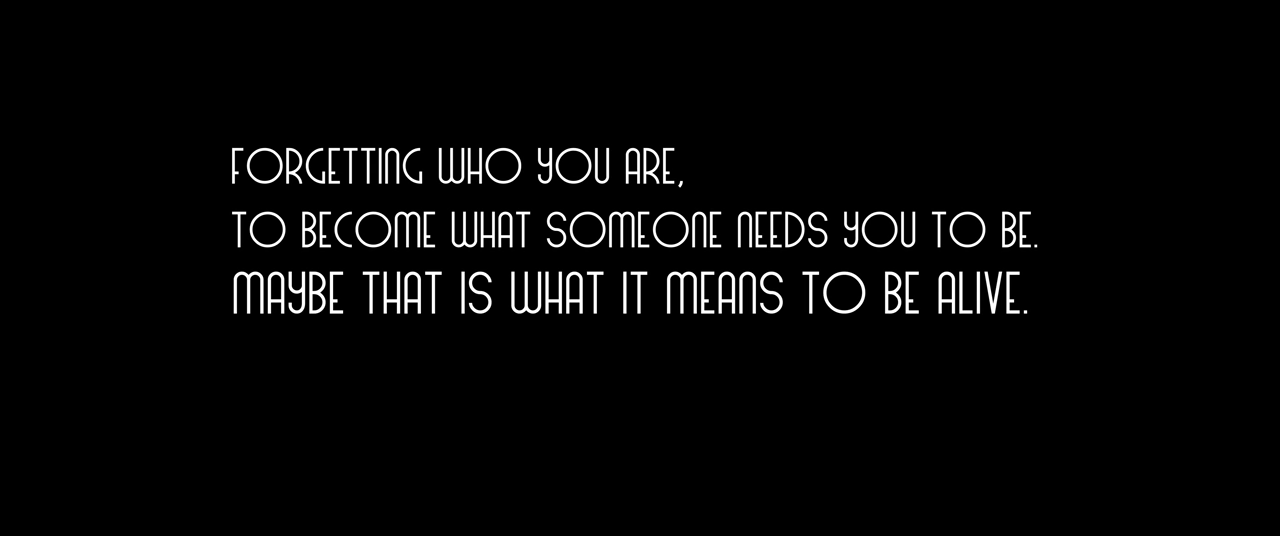 FORGETTING WHO YOU ARE,
TO BECOME WHAT SOMEONE NEEDS YOU TO BE.
MAYBE THAT IS WHAT IT MEANS TO BE ALIVE.